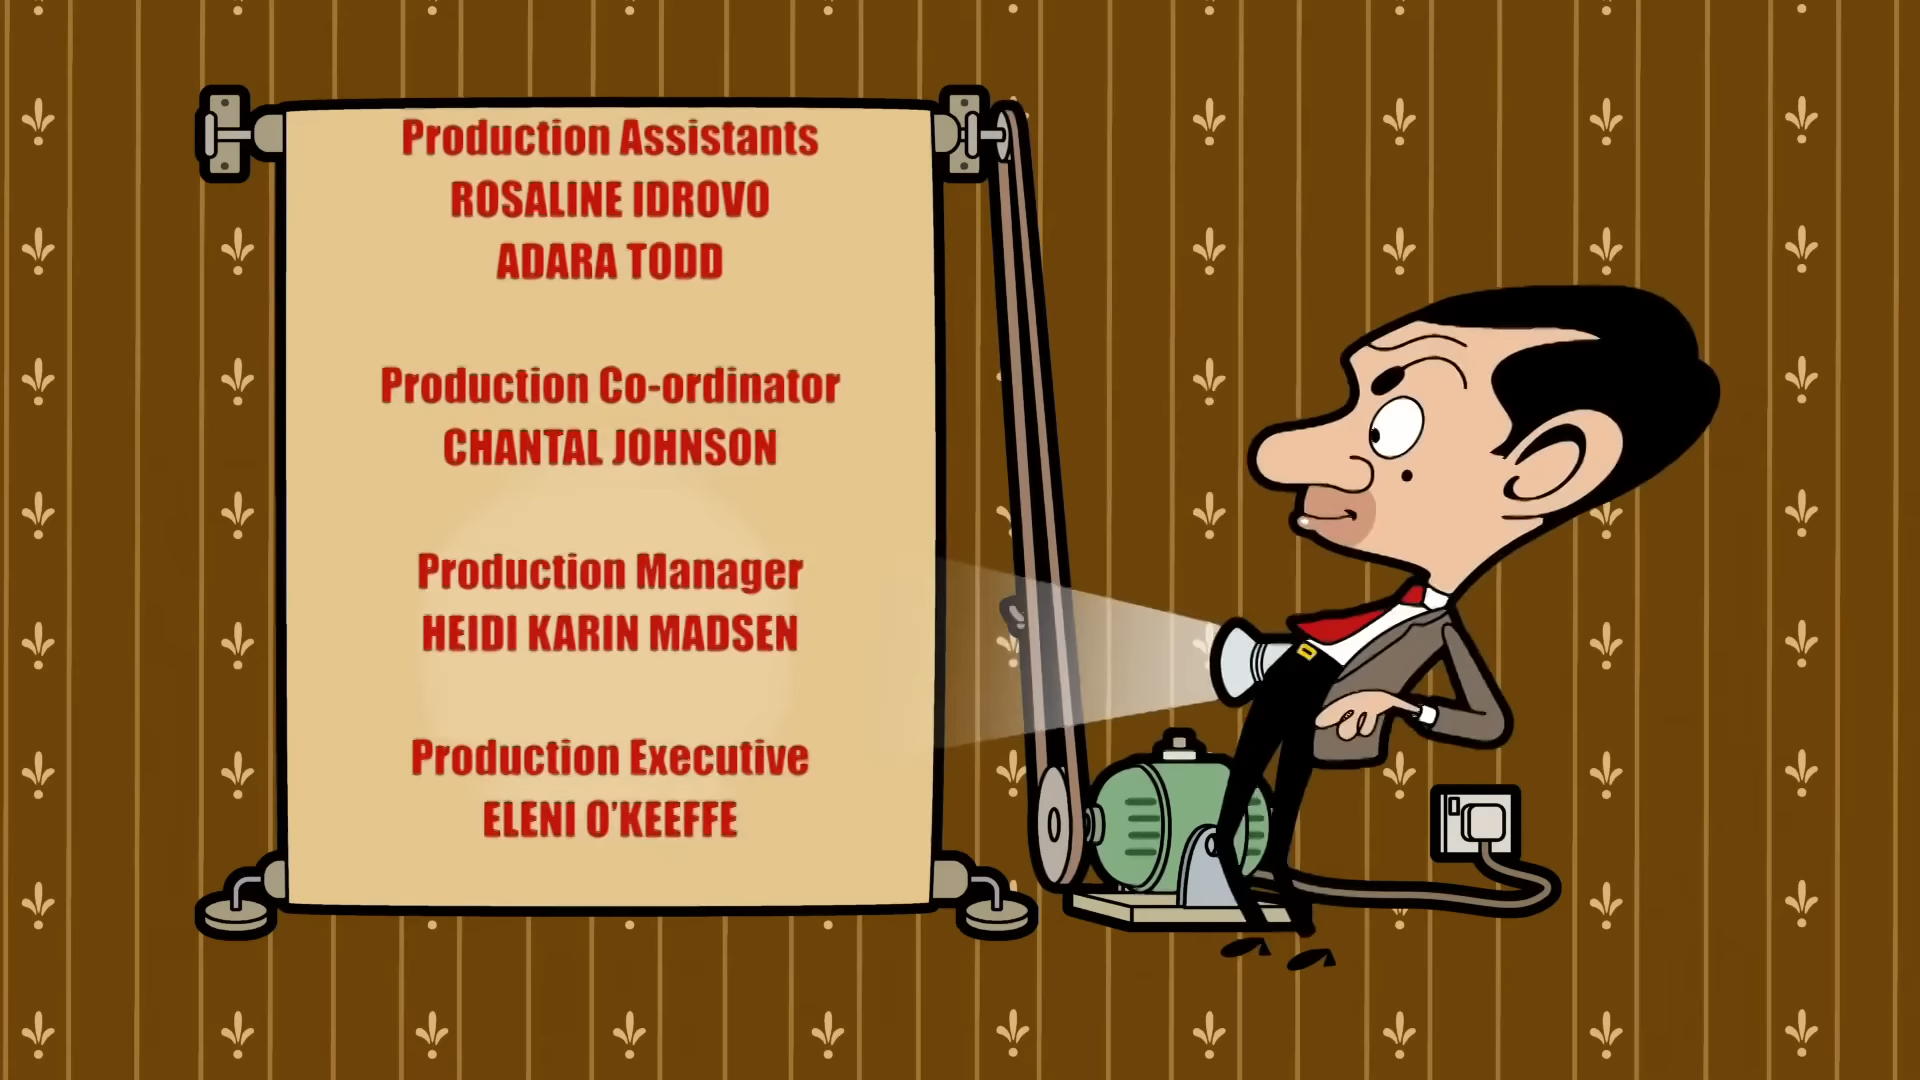 Production Assistants
ROSALINE IDROVO
ADARA TODD
Production Co-ordinator
CHANTAL JOHNSON
Production Manager
HEIDI KARIN MADSEN
Production Executive
ELENI O'KEEFFE